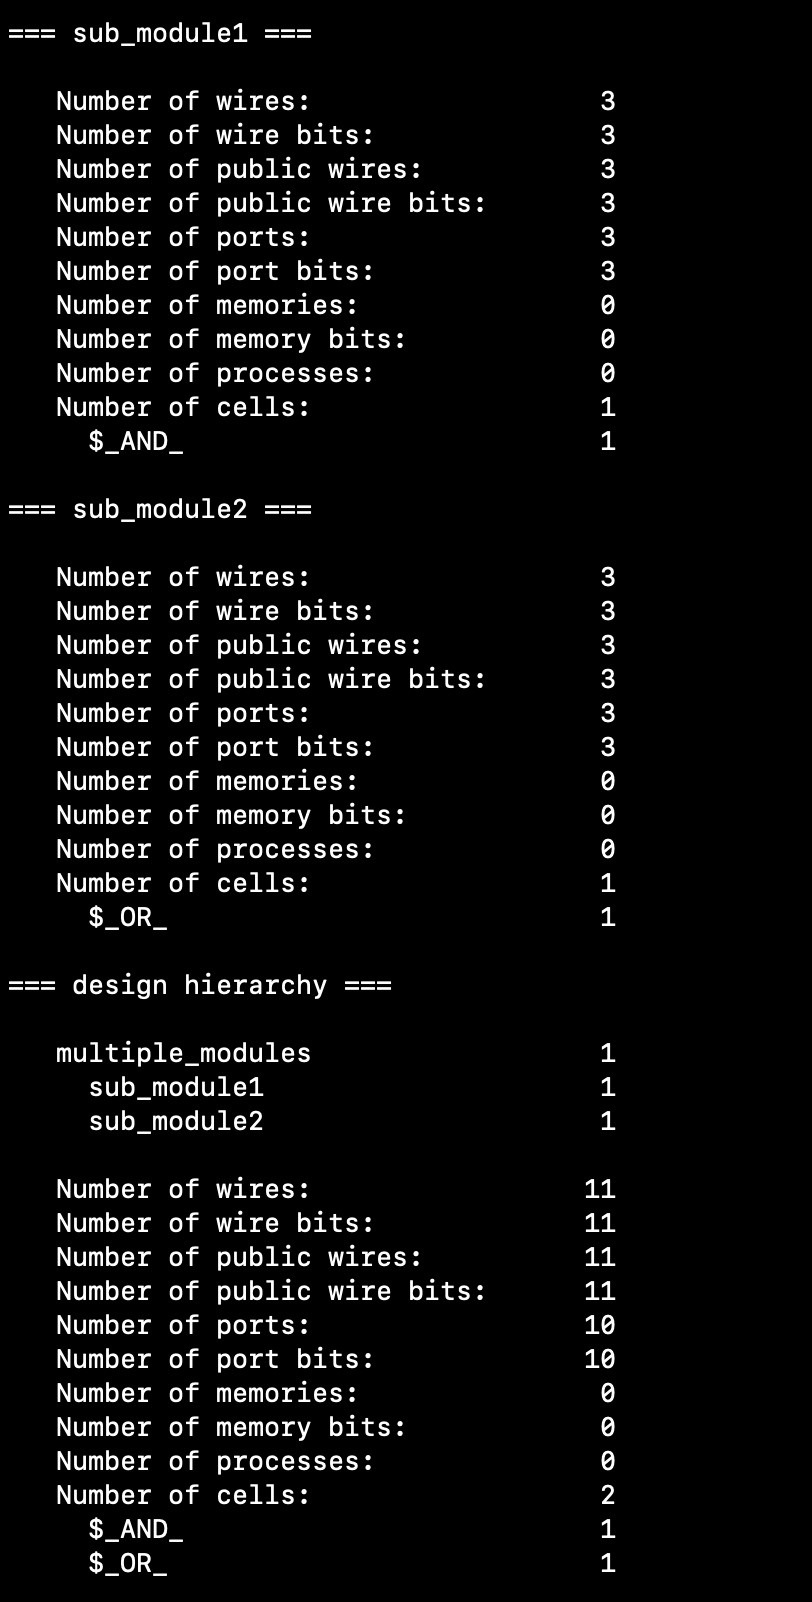 === sub_module1 ===
Number of wires: 3
Number of wire bits: 3
Number of public wires: 3
Number of public wire bits: 3
Number of ports: 3
Number of port bits: 3
Number of memories: 0
Number of memory bits: 0
Number of processes: 0
Number of cells: 1
$_AND_ 1
=== sub_module2 ===
Number of wires: 3
Number of wire bits: 3
Number of public wires: 3
Number of public wire bits: 3
Number of ports: 3
Number of port bits: 3
Number of memories: 0
Number of memory bits: 0
Number of processes: 0
Number of cells: 1
$_OR_ 1
=== design hierarchy ===
multiple_modules 1
sub_module1 1
sub_module2 1
Number of wires: 11
Number of wire bits: 11
Number of public wires: 11
Number of public wire bits: 11
Number of ports: 10
Number of port bits: 10
Number of memories: 0
Number of memory bits: 0
Number of processes: 0
Number of cells: 2
$_AND_ 1
$_OR_ 1